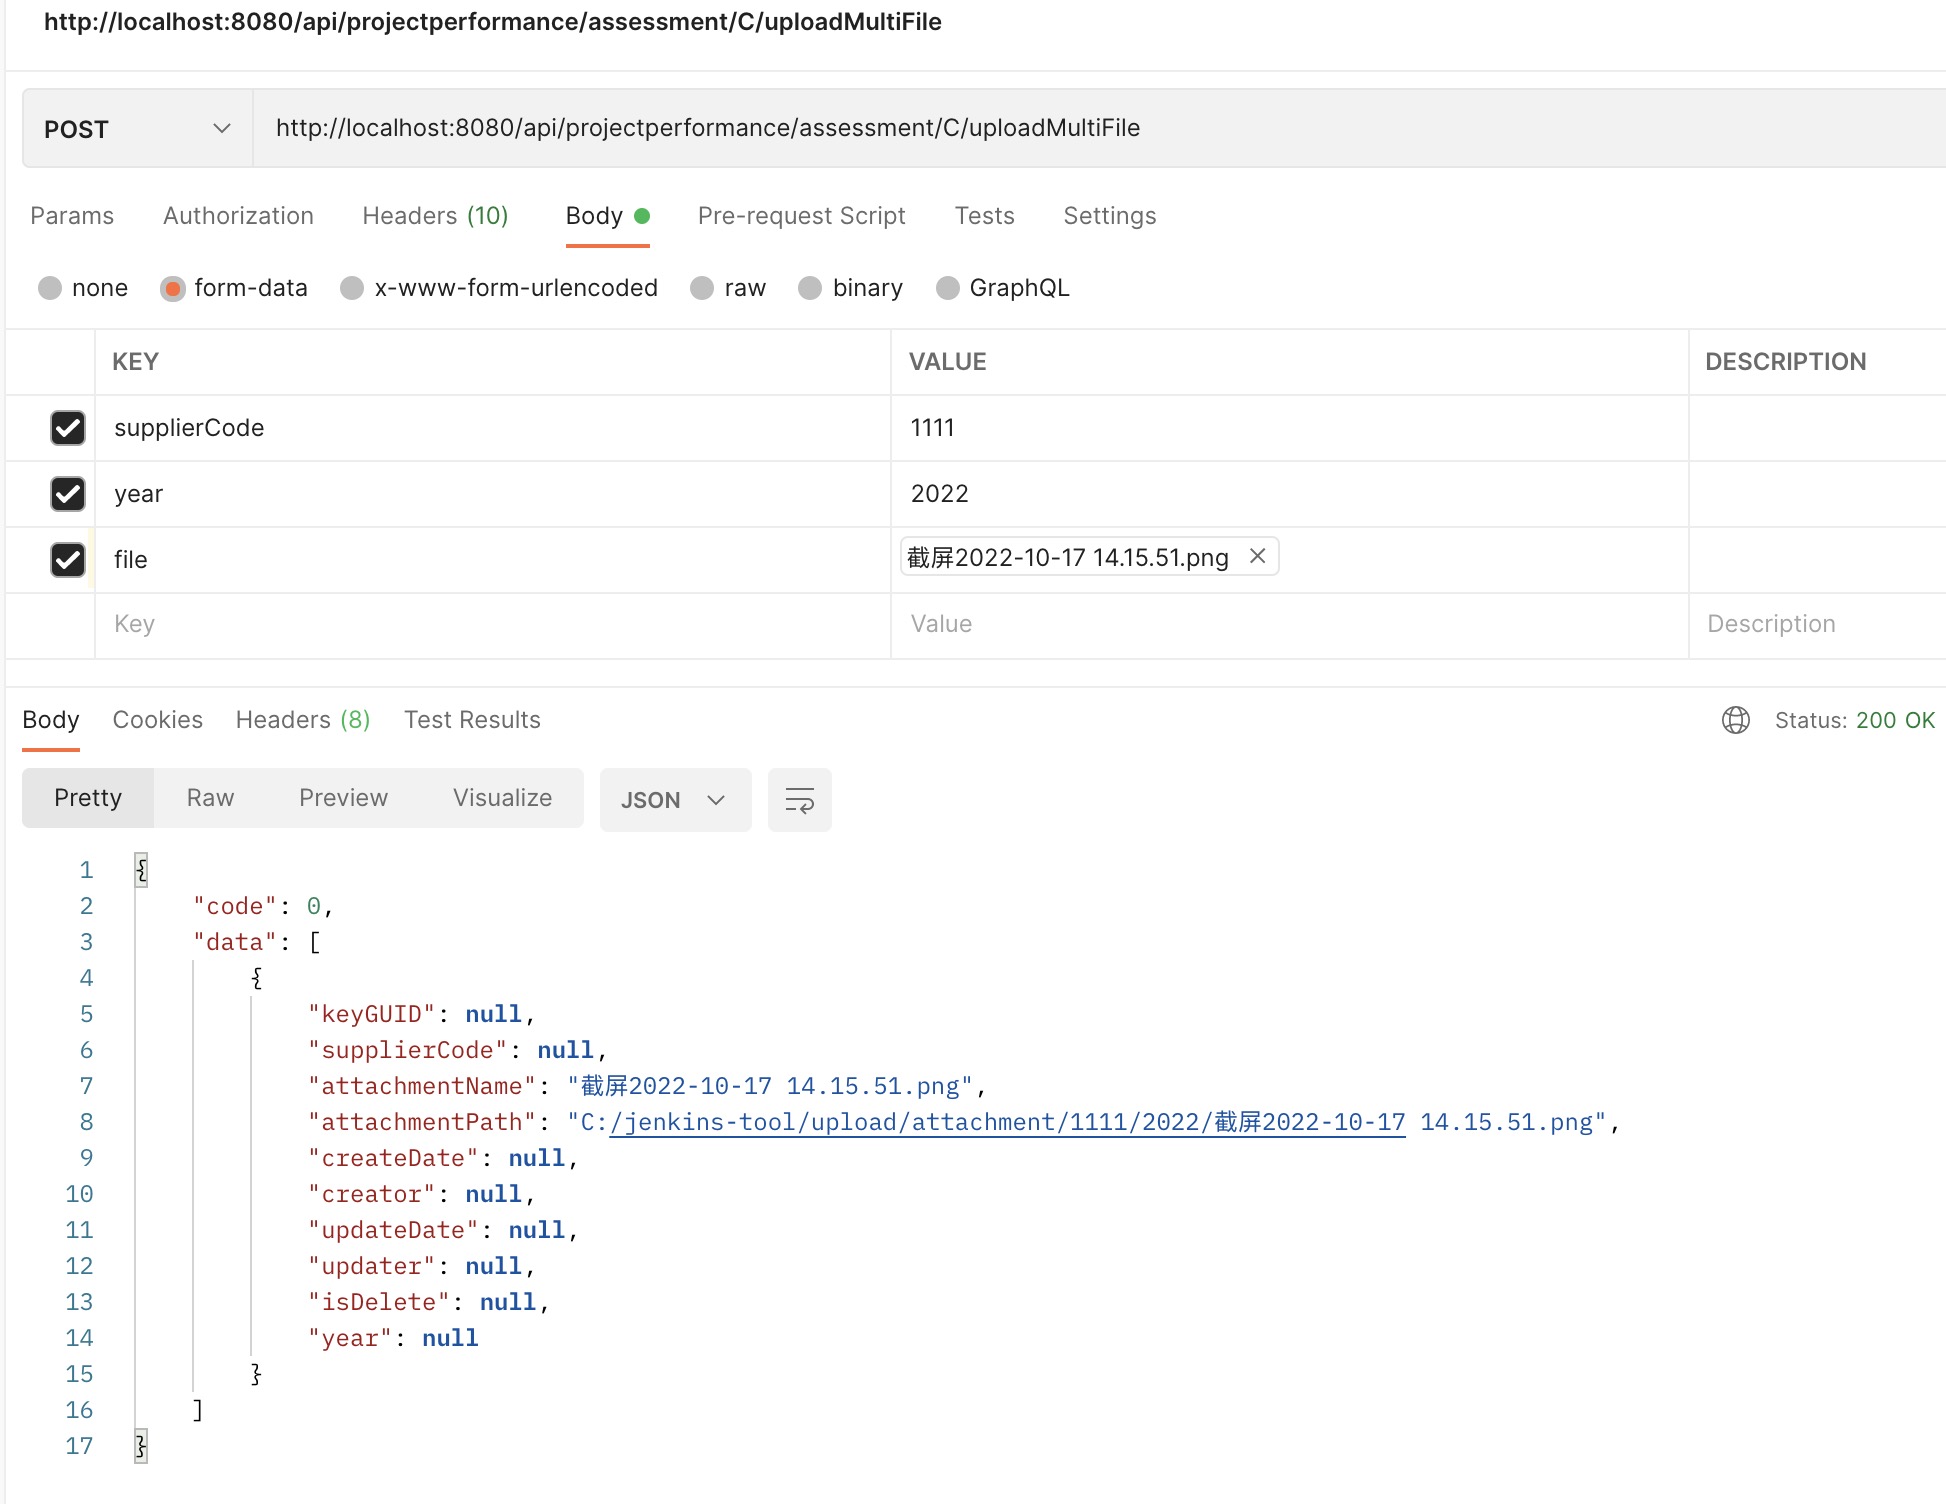 http://localhost:8080/api/projectperformance/assessment/C/uploadMultiFile
POST http://localhost:8080/api/projectperformance/assessment/C/uploadMultiFile
Params Authorization Headers (10) Body Pre-request Script Tests Settings
none form-data x-www-form-urlencoded raw binary GraphQL
KEY VALUE DESCRIPTION
supplierCode 1111
year 2022
file 截屏2022-10-17 14.15.51.png
Key Value Description
Body Cookies Headers (8) Test Results Status: 200 OK
Pretty Raw Preview Visualize JSON
1 {
2 "code": 0,
3 "data": [
4 {
5 "keyGUID": null,
6 "supplierCode": null,
7 "attachmentName": "截屏2022-10-17 14.15.51.png",
8 "attachmentPath": "C:/jenkins-tool/upload/attachment/1111/2022/截屏2022-10-17 14.15.51.png",
9 "createDate": null,
10 "creator": null,
11 "updateDate": null,
12 "updater": null,
13 "isDelete": null,
14 "year": null
15 }
16 ]
17 }